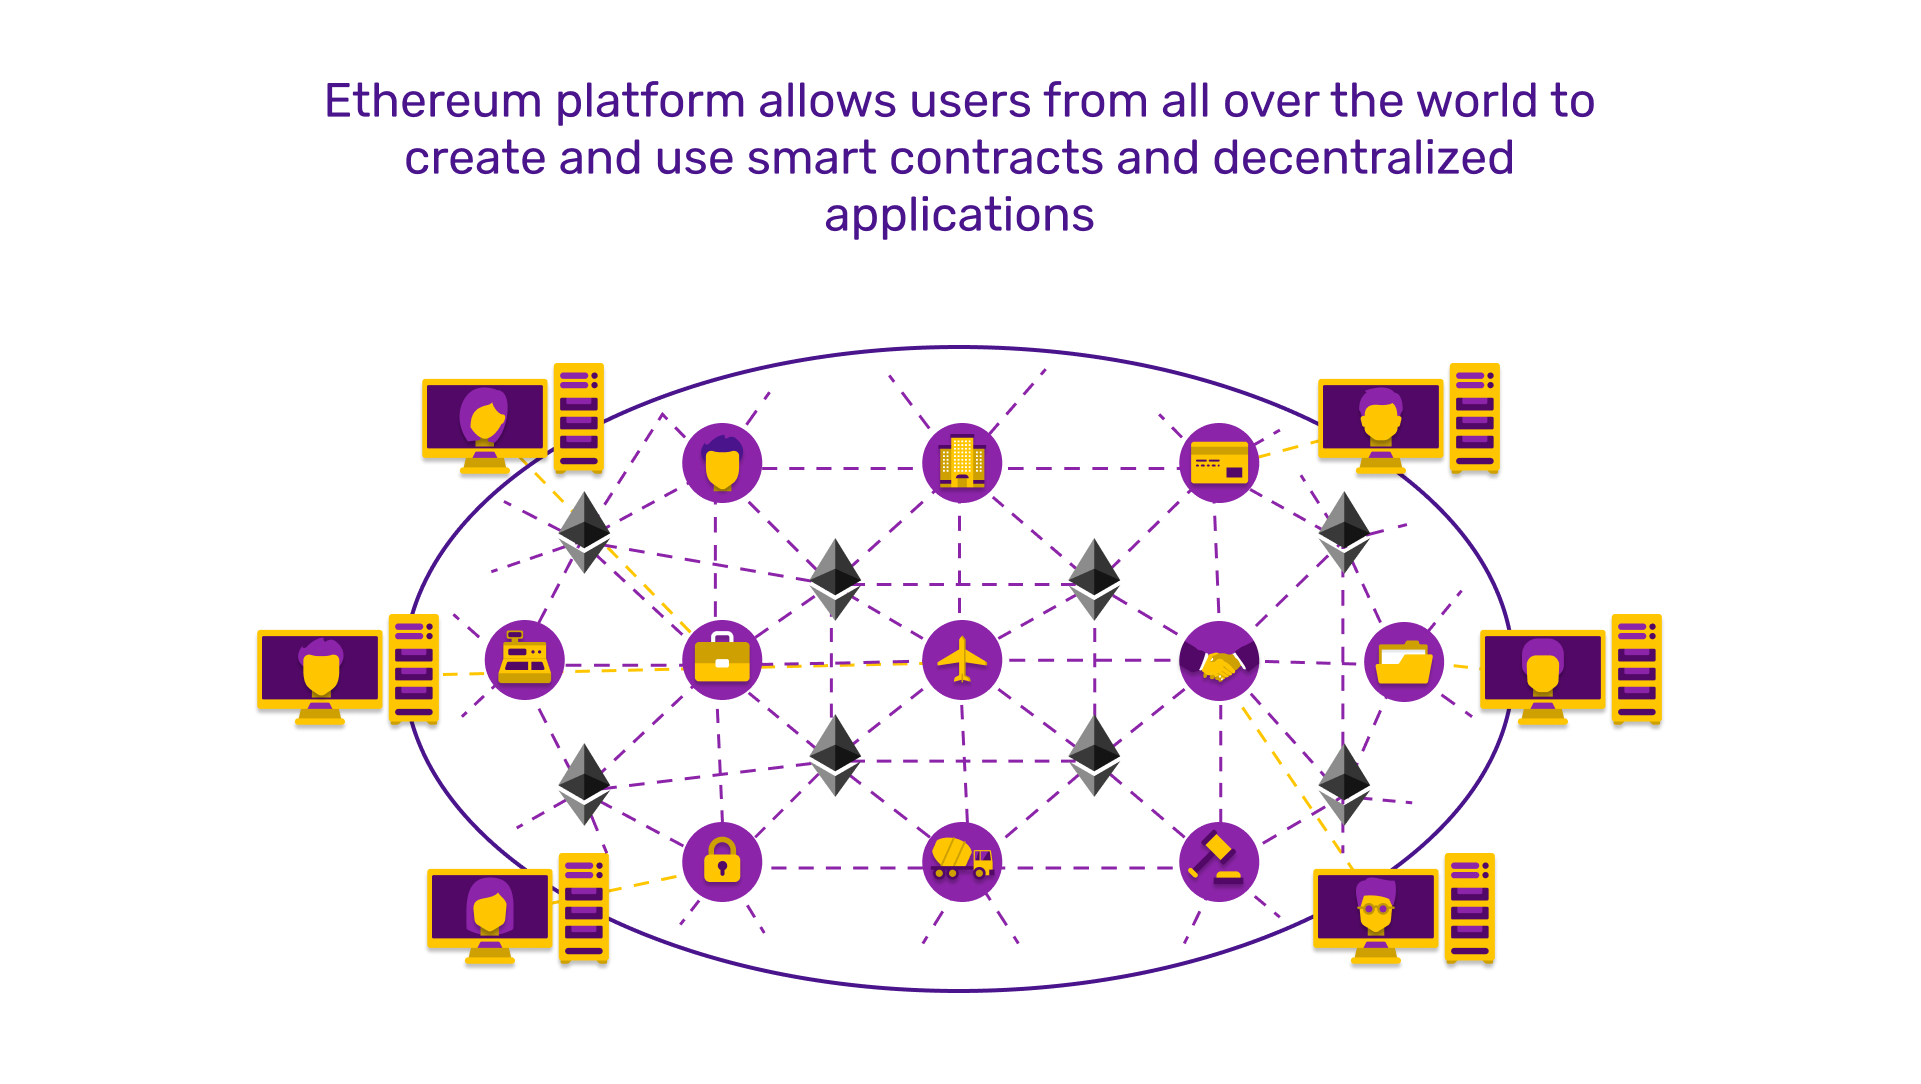 Ethereum platform allows users from all over the world to
create and use smart contracts and decentralized
applications